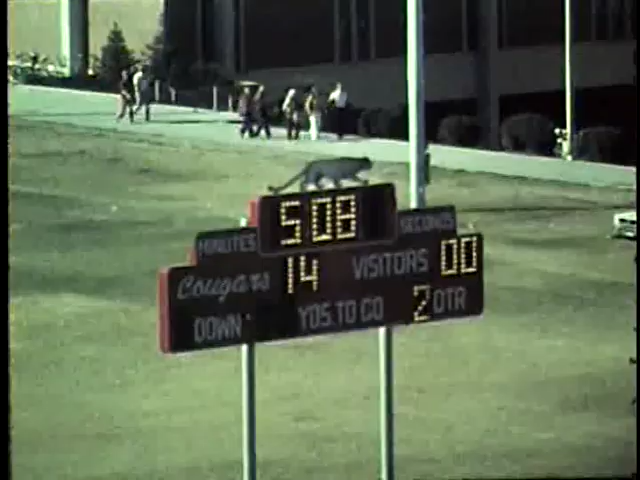 5:08
MINUTES SECONDS
Cougars 14 VISITORS 00
DOWN YDS. TO GO 2 QTR